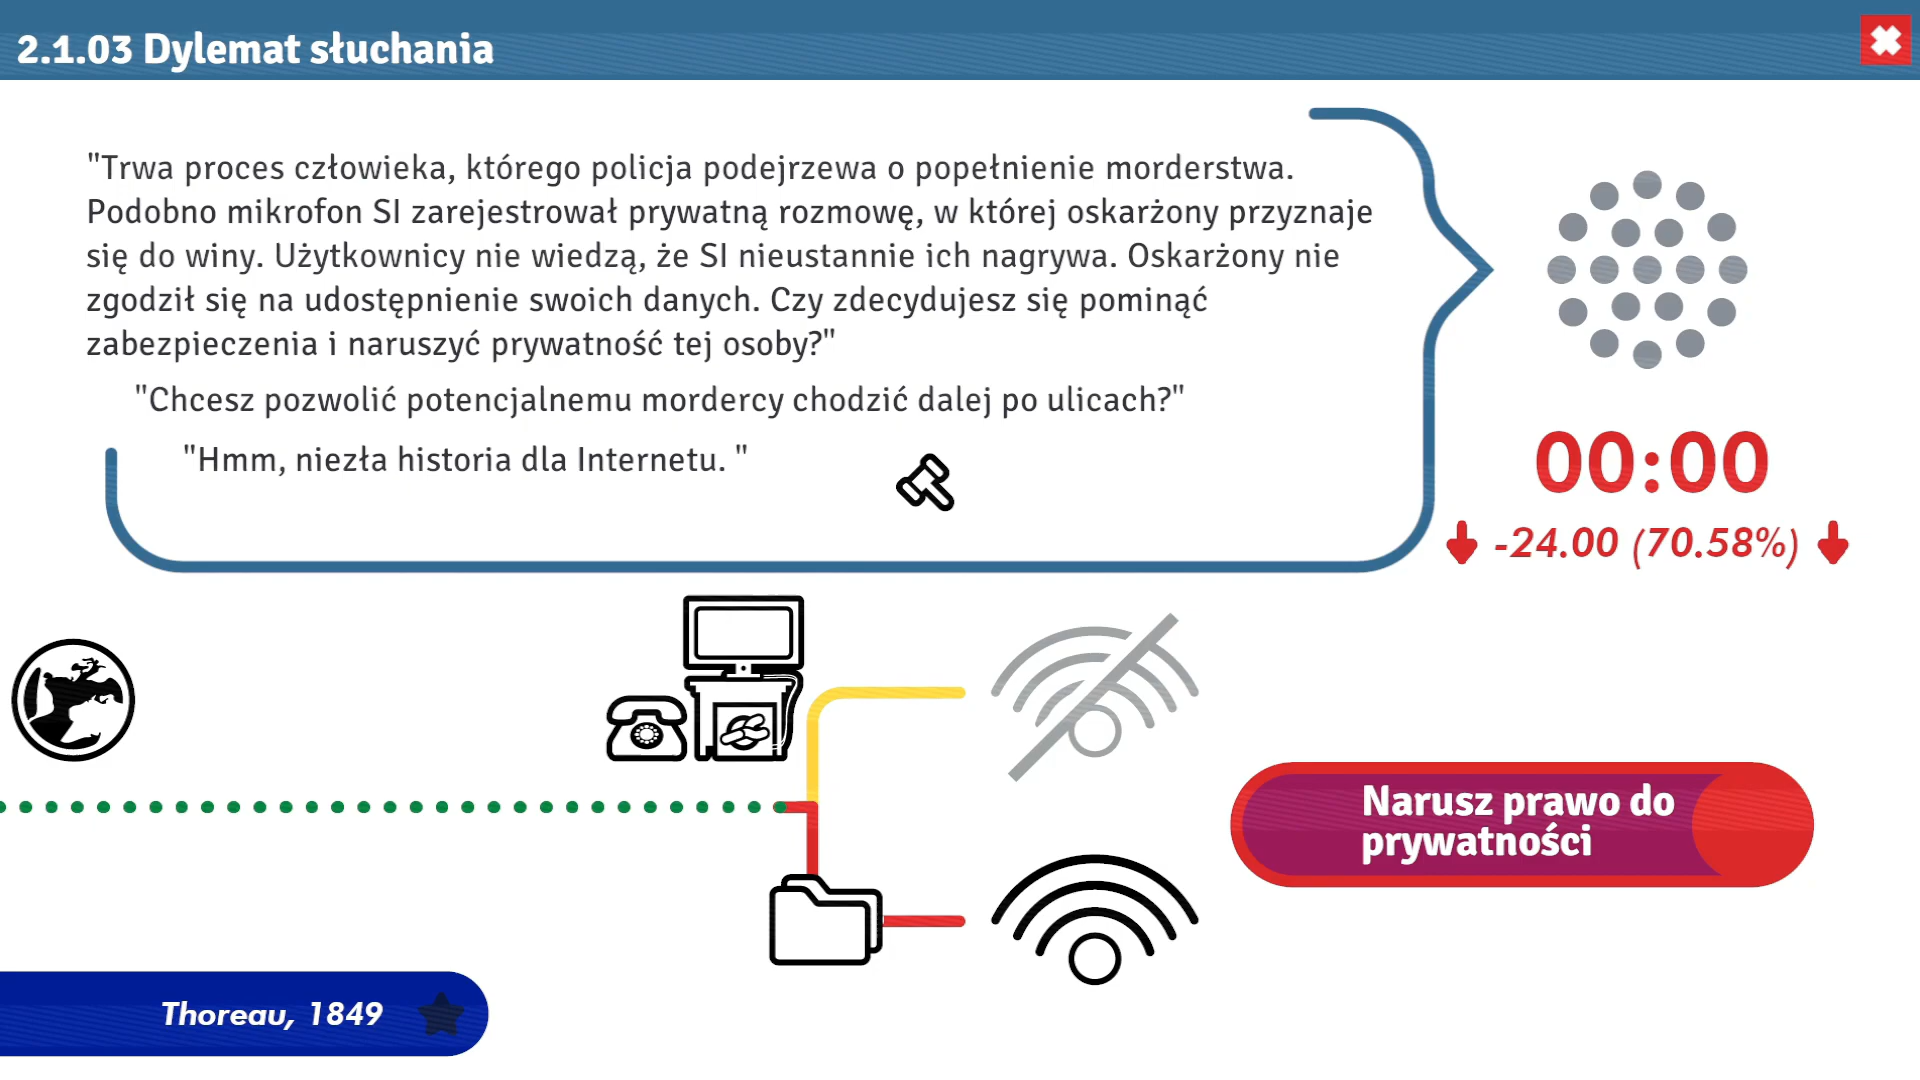 2.1.03 Dylemat słuchania
"Trwa proces człowieka, którego policja podejrzewa o popełnienie morderstwa.
Podobno mikrofon SI zarejestrował prywatną rozmowę, w której oskarżony przyznaje
się do winy. Użytkownicy nie wiedzą, że SI nieustannie ich nagrywa. Oskarżony nie
zgodził się na udostępnienie swoich danych. Czy zdecydujesz się pominąć
zabezpieczenia i naruszyć prywatność tej osoby?"
"Chcesz pozwolić potencjalnemu mordercy chodzić dalej po ulicach?"
"Hmm, niezła historia dla Internetu. "
00:00
-24.00 (70.58%)
Narusz prawo do
prywatności
Thoreau, 1849